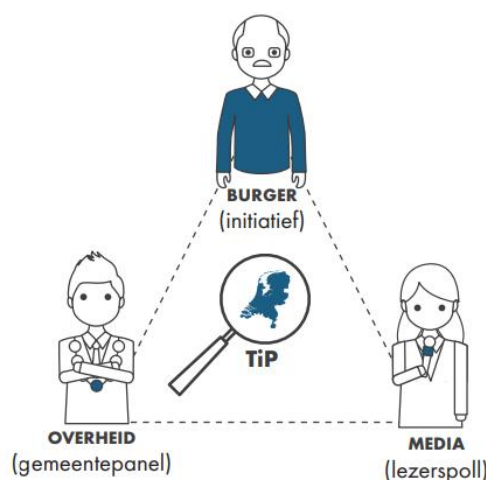 BURGER
(initiatief)
TiP
OVERHEID
(gemeentepanel)
MEDIA
(lezerspoll)